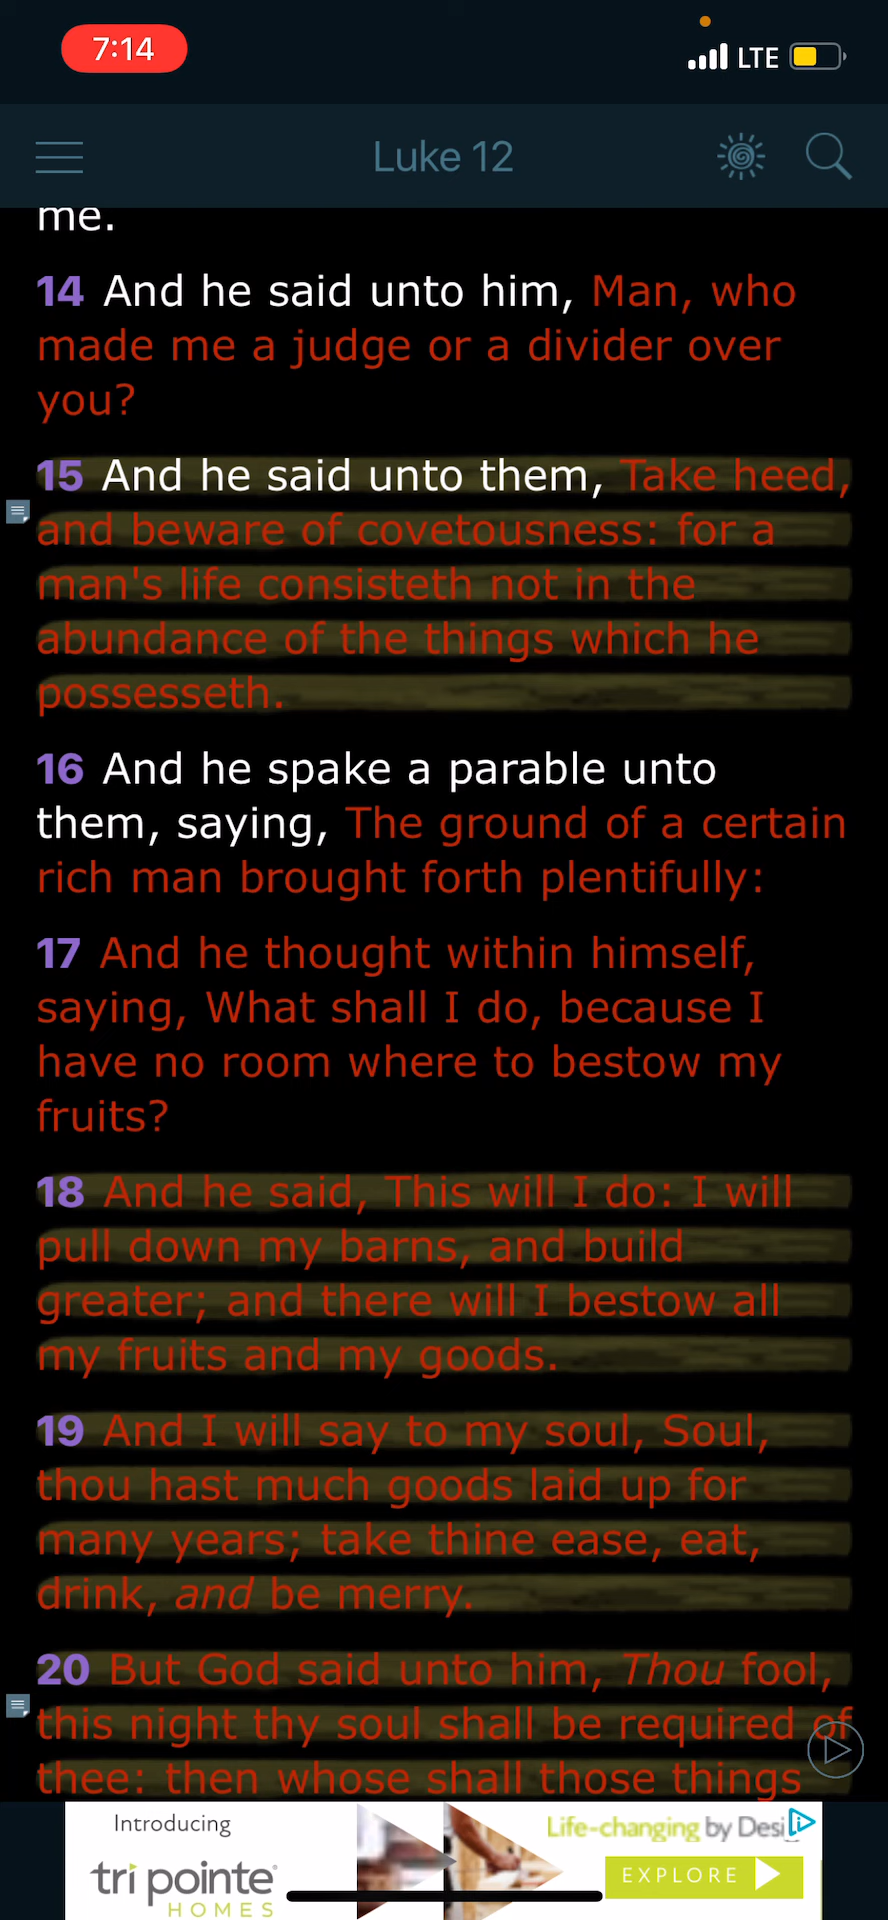 7:14
LTE
Luke 12
me.
14 And he said unto him, Man, who
made me a judge or a divider over
you?
15 And he said unto them, Take heed,
and beware of covetousness: for a
man's life consisteth not in the
abundance of the things which he
possesseth.
16 And he spake a parable unto
them, saying, The ground of a certain
rich man brought forth plentifully:
17 And he thought within himself,
saying, What shall I do, because I
have no room where to bestow my
fruits?
18 And he said, This will I do: I will
pull down my barns, and build
greater; and there will I bestow all
my fruits and my goods.
19 And I will say to my soul, Soul,
thou hast much goods laid up for
many years; take thine ease, eat,
drink, and be merry.
20 But God said unto him, Thou fool,
this night thy soul shall be required of
thee: then whose shall those things
Introducing
tri pointe
HOMES
Life-changing by Desi
EXPLORE